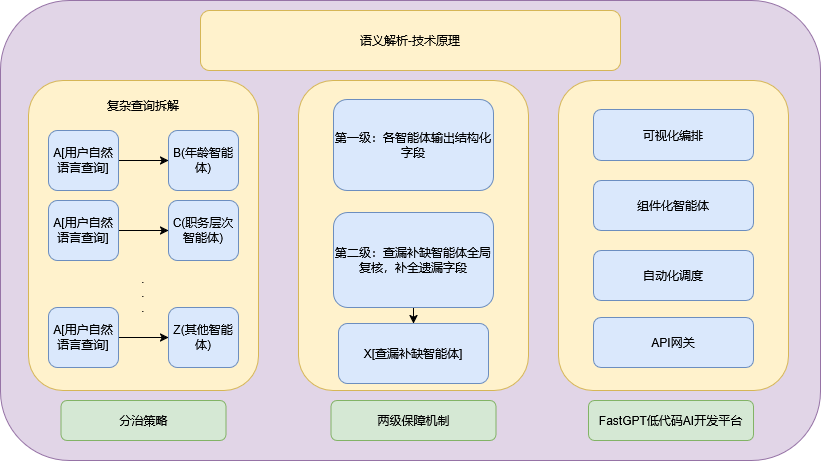 语义解析-技术原理
复杂查询拆解
A[用户自然
语言查询]
B(年龄智能
体)
A[用户自然
语言查询]
C(职务层次
智能体)
.
.
.
A[用户自然
语言查询]
Z(其他智能
体)
分治策略
第一级：各智能体输出结构化
字段
第二级：查漏补缺智能体全局
复核，补全遗漏字段
X[查漏补缺智能体]
两级保障机制
可视化编排
组件化智能体
自动化调度
API网关
FastGPT低代码AI开发平台